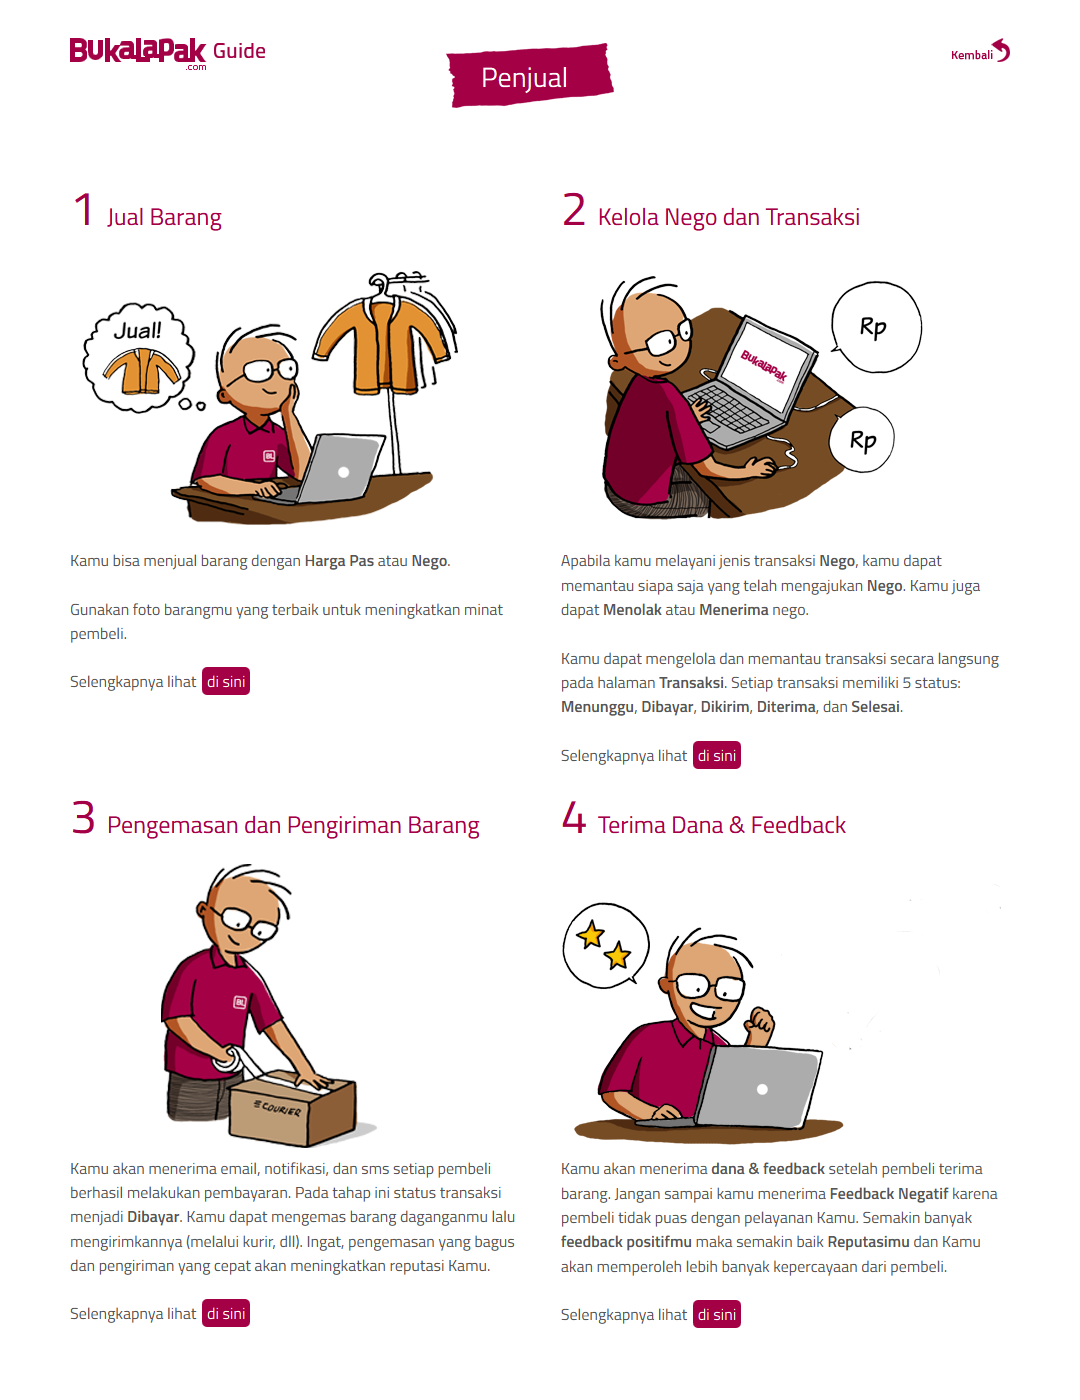 BukaLapak Guide
.com
Penjual
Kembali
1 Jual Barang
Jual!
BL
Kamu bisa menjual barang dengan Harga Pas atau Nego.
Gunakan foto barangmu yang terbaik untuk meningkatkan minat
pembeli.
Selengkapnya lihat di sini
2 Kelola Nego dan Transaksi
BukaLapak
.com
Rp
Rp
Apabila kamu melayani jenis transaksi Nego, kamu dapat
memantau siapa saja yang telah mengajukan Nego. Kamu juga
dapat Menolak atau Menerima nego.
Kamu dapat mengelola dan memantau transaksi secara langsung
pada halaman Transaksi. Setiap transaksi memiliki 5 status:
Menunggu, Dibayar, Dikirim, Diterima, dan Selesai.
Selengkapnya lihat di sini
3 Pengemasan dan Pengiriman Barang
BL
COURIER
Kamu akan menerima email, notifikasi, dan sms setiap pembeli
berhasil melakukan pembayaran. Pada tahap ini status transaksi
menjadi Dibayar. Kamu dapat mengemas barang daganganmu lalu
mengirimkannya (melalui kurir, dll). Ingat, pengemasan yang bagus
dan pengiriman yang cepat akan meningkatkan reputasi Kamu.
Selengkapnya lihat di sini
4 Terima Dana & Feedback
Kamu akan menerima dana & feedback setelah pembeli terima
barang. Jangan sampai kamu menerima Feedback Negatif karena
pembeli tidak puas dengan pelayanan Kamu. Semakin banyak
feedback positifmu maka semakin baik Reputasimu dan Kamu
akan memperoleh lebih banyak kepercayaan dari pembeli.
Selengkapnya lihat di sini